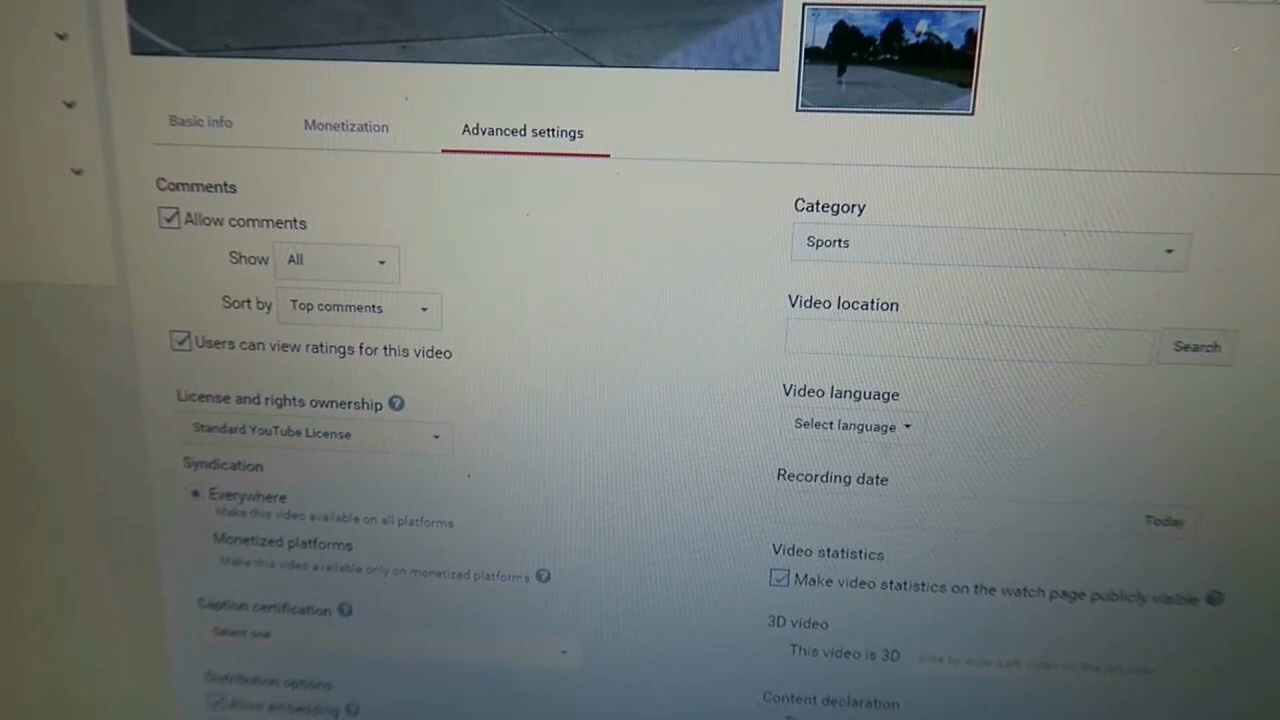 Basic info
Monetization
Advanced settings
Comments
Allow comments
Show All
Sort by Top comments
Users can view ratings for this video
License and rights ownership ?
Standard YouTube License
Syndication
Everywhere
Make this video available on all platforms
Monetized platforms
Make this video available only on monetized platforms ?
Caption certification ?
Select one
Distribution options
Allow embedding ?
Category
Sports
Video location
Search
Video language
Select language
Recording date
Today
Video statistics
Make video statistics on the watch page publicly visible ?
3D video
This video is 3D
Content declaration